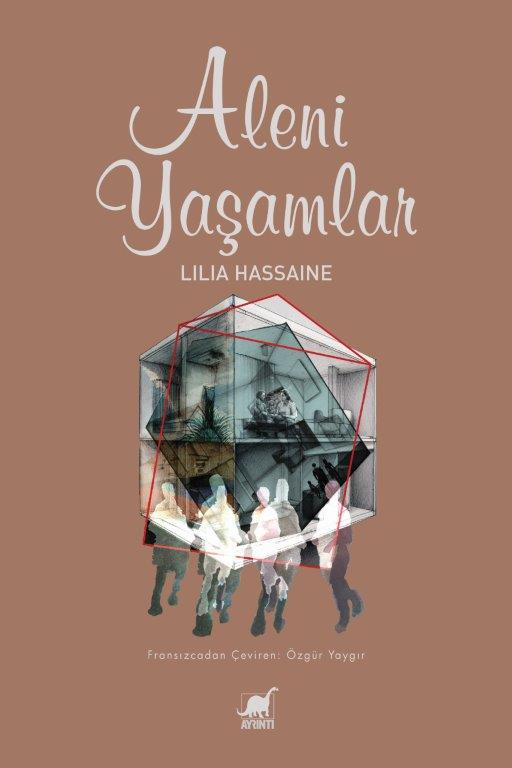 Aleni
Yaşamlar
LILIA HASSAINE
Fransızcadan Çeviren: Özgür Yaygır
AYRINTI